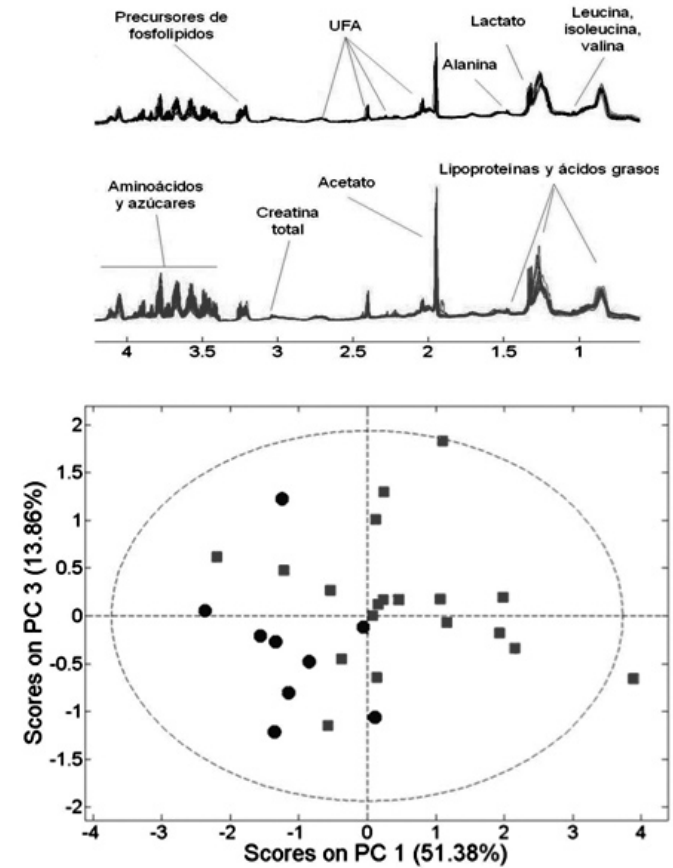 Precursores de
fosfolipidos
UFA
Lactato
Leucina,
isoleucina,
valina
Alanina
Lipoproteinas y ácidos grasos
Aminoácidos
y azúcares
Acetato
Creatina
total
4 3.5 3 2.5 2 1.5 1
2
1.5
1
0.5
0
-0.5
-1
-1.5
-2
Scores on PC 3 (13.86%)
-4 -3 -2 -1 0 1 2 3 4
Scores on PC 1 (51.38%)